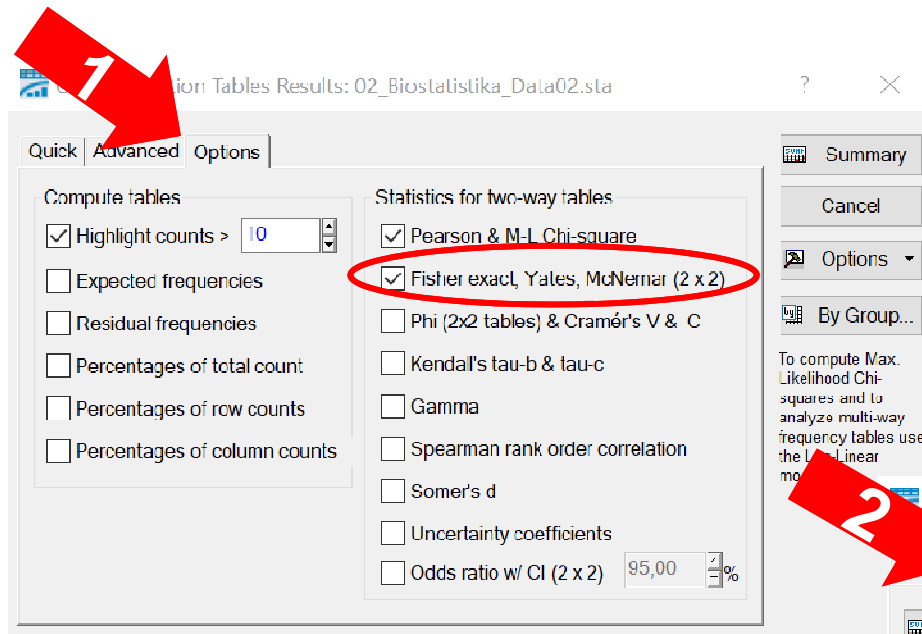 1
tion Tables Results: 02_Biostatistika_Data02.sta ?
Quick Advanced Options
Compute tables
Highlight counts > 10
Expected frequencies
Residual frequencies
Percentages of total count
Percentages of row counts
Percentages of column counts
Statistics for two-way tables
Pearson & M-L Chi-square
Fisher exact, Yates, McNemar (2 x 2)
Phi (2x2 tables) & Cramér's V & C
Kendall's tau-b & tau-c
Gamma
Spearman rank order correlation
Somer's d
Uncertainty coefficients
Odds ratio w/ CI (2 x 2) 95,00 %
Summary
Cancel
Options
By Group...
To compute Max.
Likelihood Chi-
squares and to
analyze multi-way
frequency tables use
the Log-Linear
2